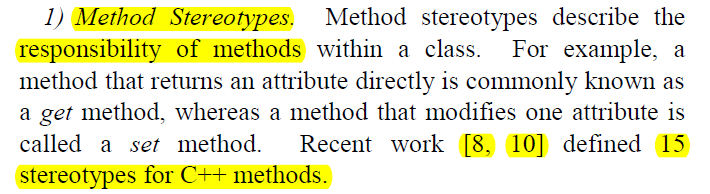 1) Method Stereotypes. Method stereotypes describe the
responsibility of methods within a class. For example, a
method that returns an attribute directly is commonly known as
a get method, whereas a method that modifies one attribute is
called a set method. Recent work [8, 10] defined 15
stereotypes for C++ methods.